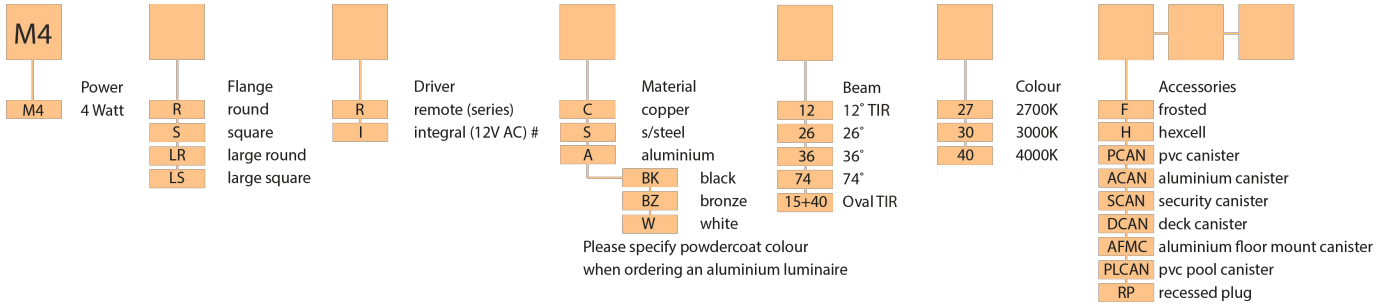 M4
Power
M4 4 Watt
Flange
R round
S square
LR large round
LS large square
Driver
R remote (series)
I integral (12V AC) #
Material
C copper
S s/steel
A aluminium
BK black
BZ bronze
W white
Please specify powdercoat colour
when ordering an aluminium luminaire
Beam
12 12° TIR
26 26°
36 36°
74 74°
15+40 Oval TIR
Colour
27 2700K
30 3000K
40 4000K
Accessories
F frosted
H hexcell
PCAN pvc canister
ACAN aluminium canister
SCAN security canister
DCAN deck canister
AFMC aluminium floor mount canister
PLCAN pvc pool canister
RP recessed plug